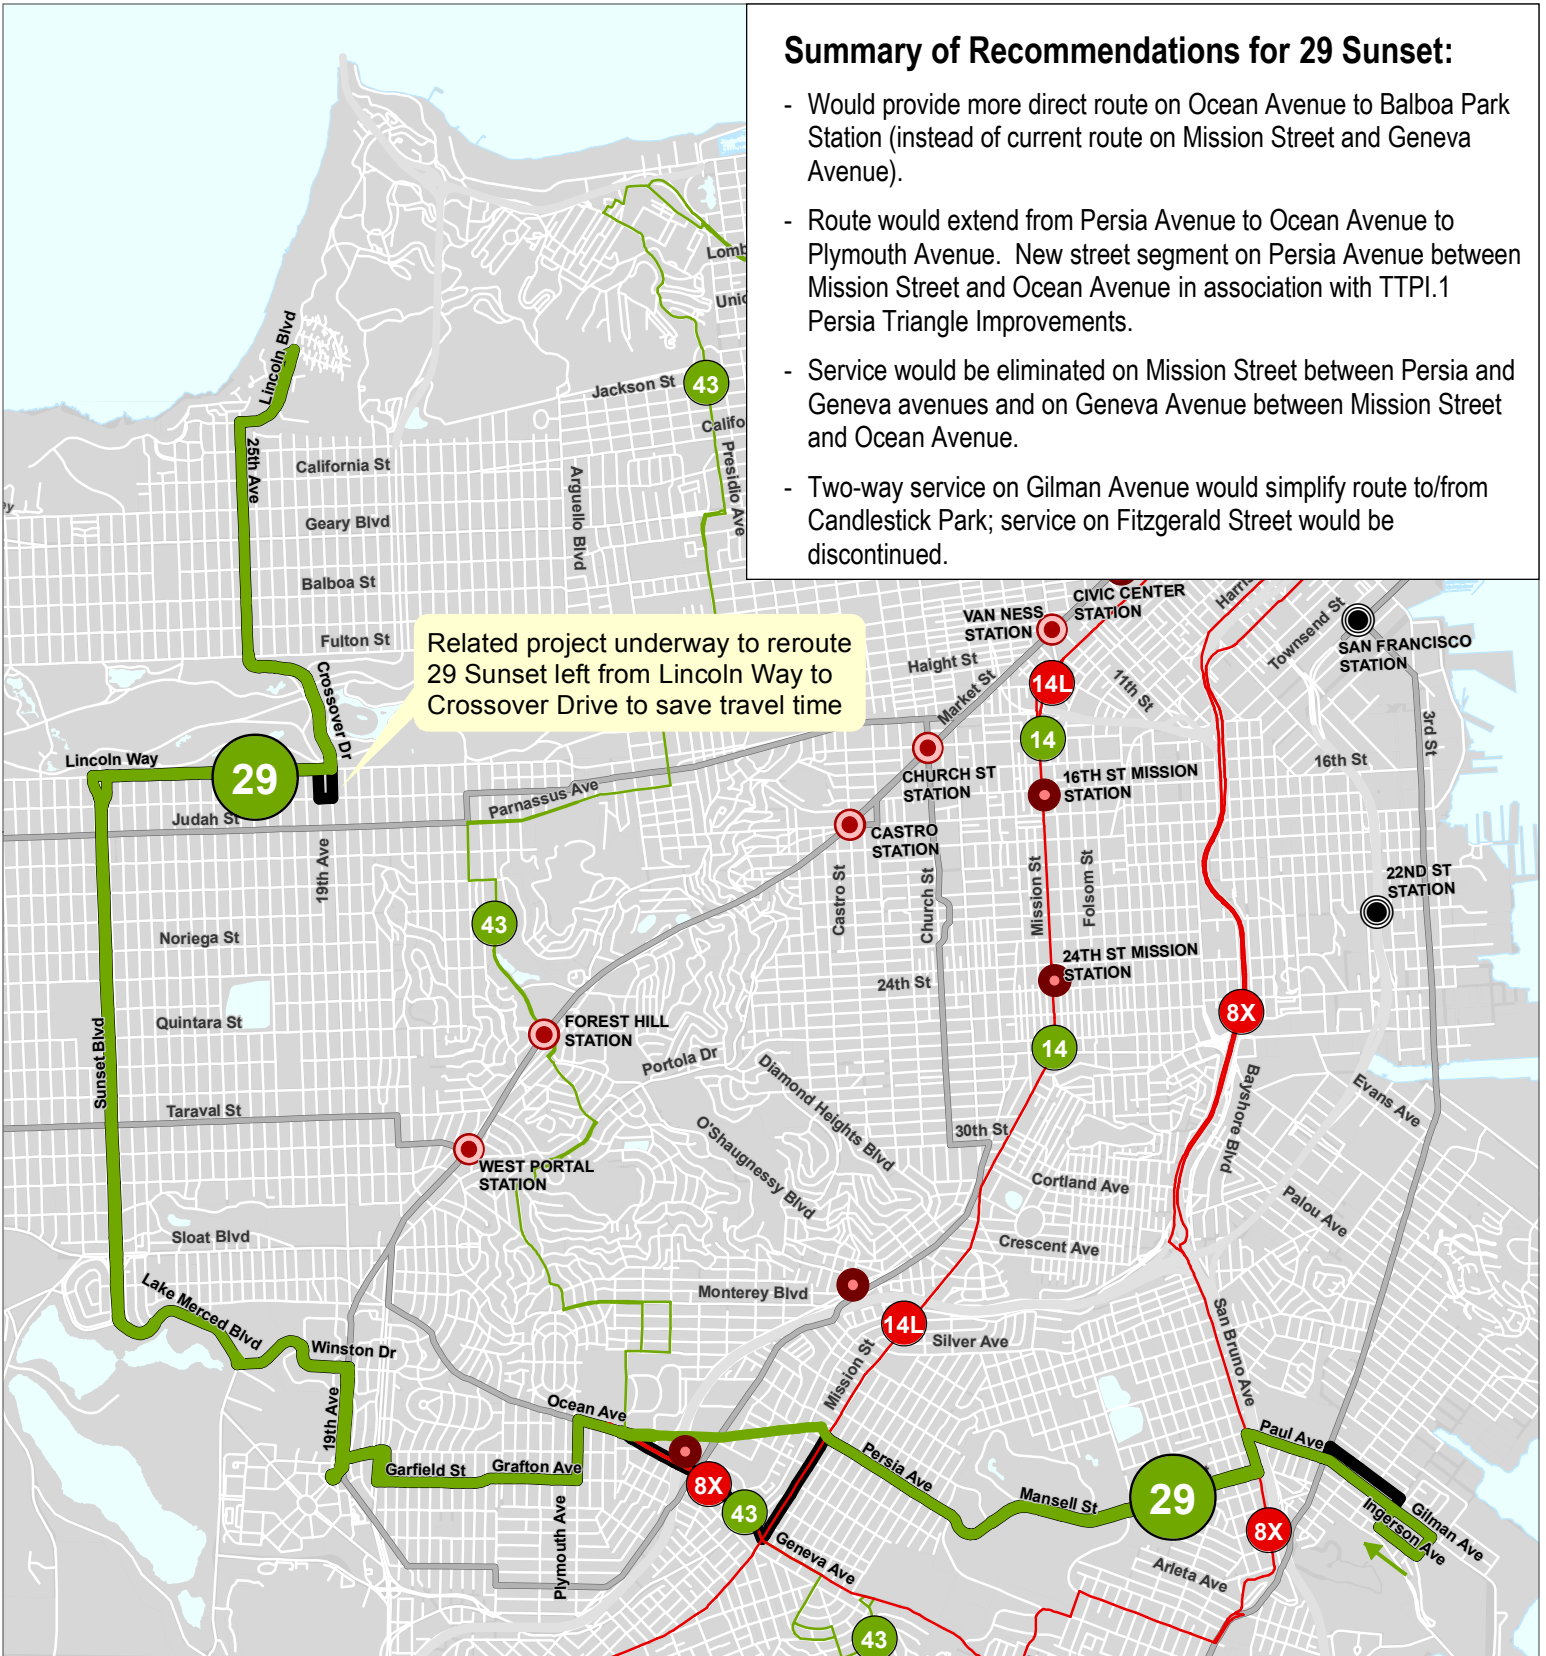 Summary of Recommendations for 29 Sunset:
- Would provide more direct route on Ocean Avenue to Balboa Park
Station (instead of current route on Mission Street and Geneva
Avenue).
- Route would extend from Persia Avenue to Ocean Avenue to
Plymouth Avenue.  New street segment on Persia Avenue between
Mission Street and Ocean Avenue in association with TTPI.1
Persia Triangle Improvements.
- Service would be eliminated on Mission Street between Persia and
Geneva avenues and on Geneva Avenue between Mission Street
and Ocean Avenue.
- Two-way service on Gilman Avenue would simplify route to/from
Candlestick Park; service on Fitzgerald Street would be
discontinued.
Lincoln Blvd
Jackson St
43
25th Ave
California St
Arguello Blvd
Presidio Ave
Geary Blvd
Balboa St
Fulton St
Crossover Dr
Related project underway to reroute
29 Sunset left from Lincoln Way to
Crossover Drive to save travel time
CIVIC CENTER
STATION
VAN NESS
STATION
Townsend St
SAN FRANCISCO
STATION
Haight St
Market St
14L
11th St
3rd St
14
16th St
Lincoln Way
29
Parnassus Ave
CHURCH ST
STATION
16TH ST MISSION
STATION
Judah St
CASTRO
STATION
19th Ave
Castro St
Church St
Mission St
Folsom St
22ND ST
STATION
43
Noriega St
24TH ST MISSION
STATION
24th St
8X
Quintara St
FOREST HILL
STATION
14
Sunset Blvd
Portola Dr
Diamond Heights Blvd
Bayshore Blvd
Evans Ave
Taraval St
O'Shaugnessy Blvd
30th St
WEST PORTAL
STATION
Cortland Ave
Palou Ave
Sloat Blvd
Crescent Ave
Lake Merced Blvd
Monterey Blvd
14L
Silver Ave
San Bruno Ave
Winston Dr
Mission St
Ocean Ave
19th Ave
Paul Ave
Persia Ave
Garfield St
Grafton Ave
8X
Mansell St
29
Plymouth Ave
43
Ingerson Ave
Gilman Ave
8X
Geneva Ave
Arleta Ave
43